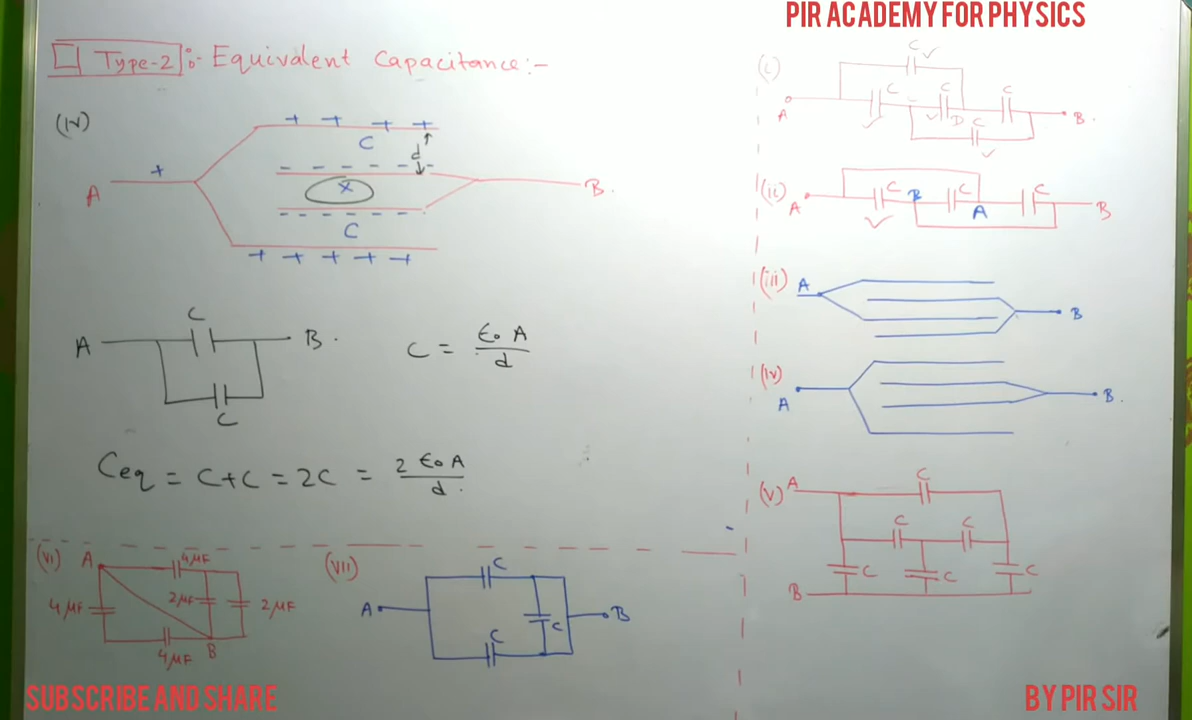 PIR ACADEMY FOR PHYSICS
Type-2 :- Equivalent Capacitance:-
(IV)
+ + + +
C
d
- - - - - -
A + x B.
- - - - - -
C
+ + + + +
C
A B.
C
C = ε₀ A / d
Ceq = C+C = 2C = 2 ε₀ A / d.
(i)
C
C C C
A B.
D
C
(ii)
C C C
A B A B
(iii)
A B
(iv)
A B.
(v)
A C
C C
C C C
B
(VI)
A 4μF
4μF 2μF 2μF
4μF B
(VII)
C
A B
C
C
SUBSCRIBE AND SHARE
BY PIR SIR